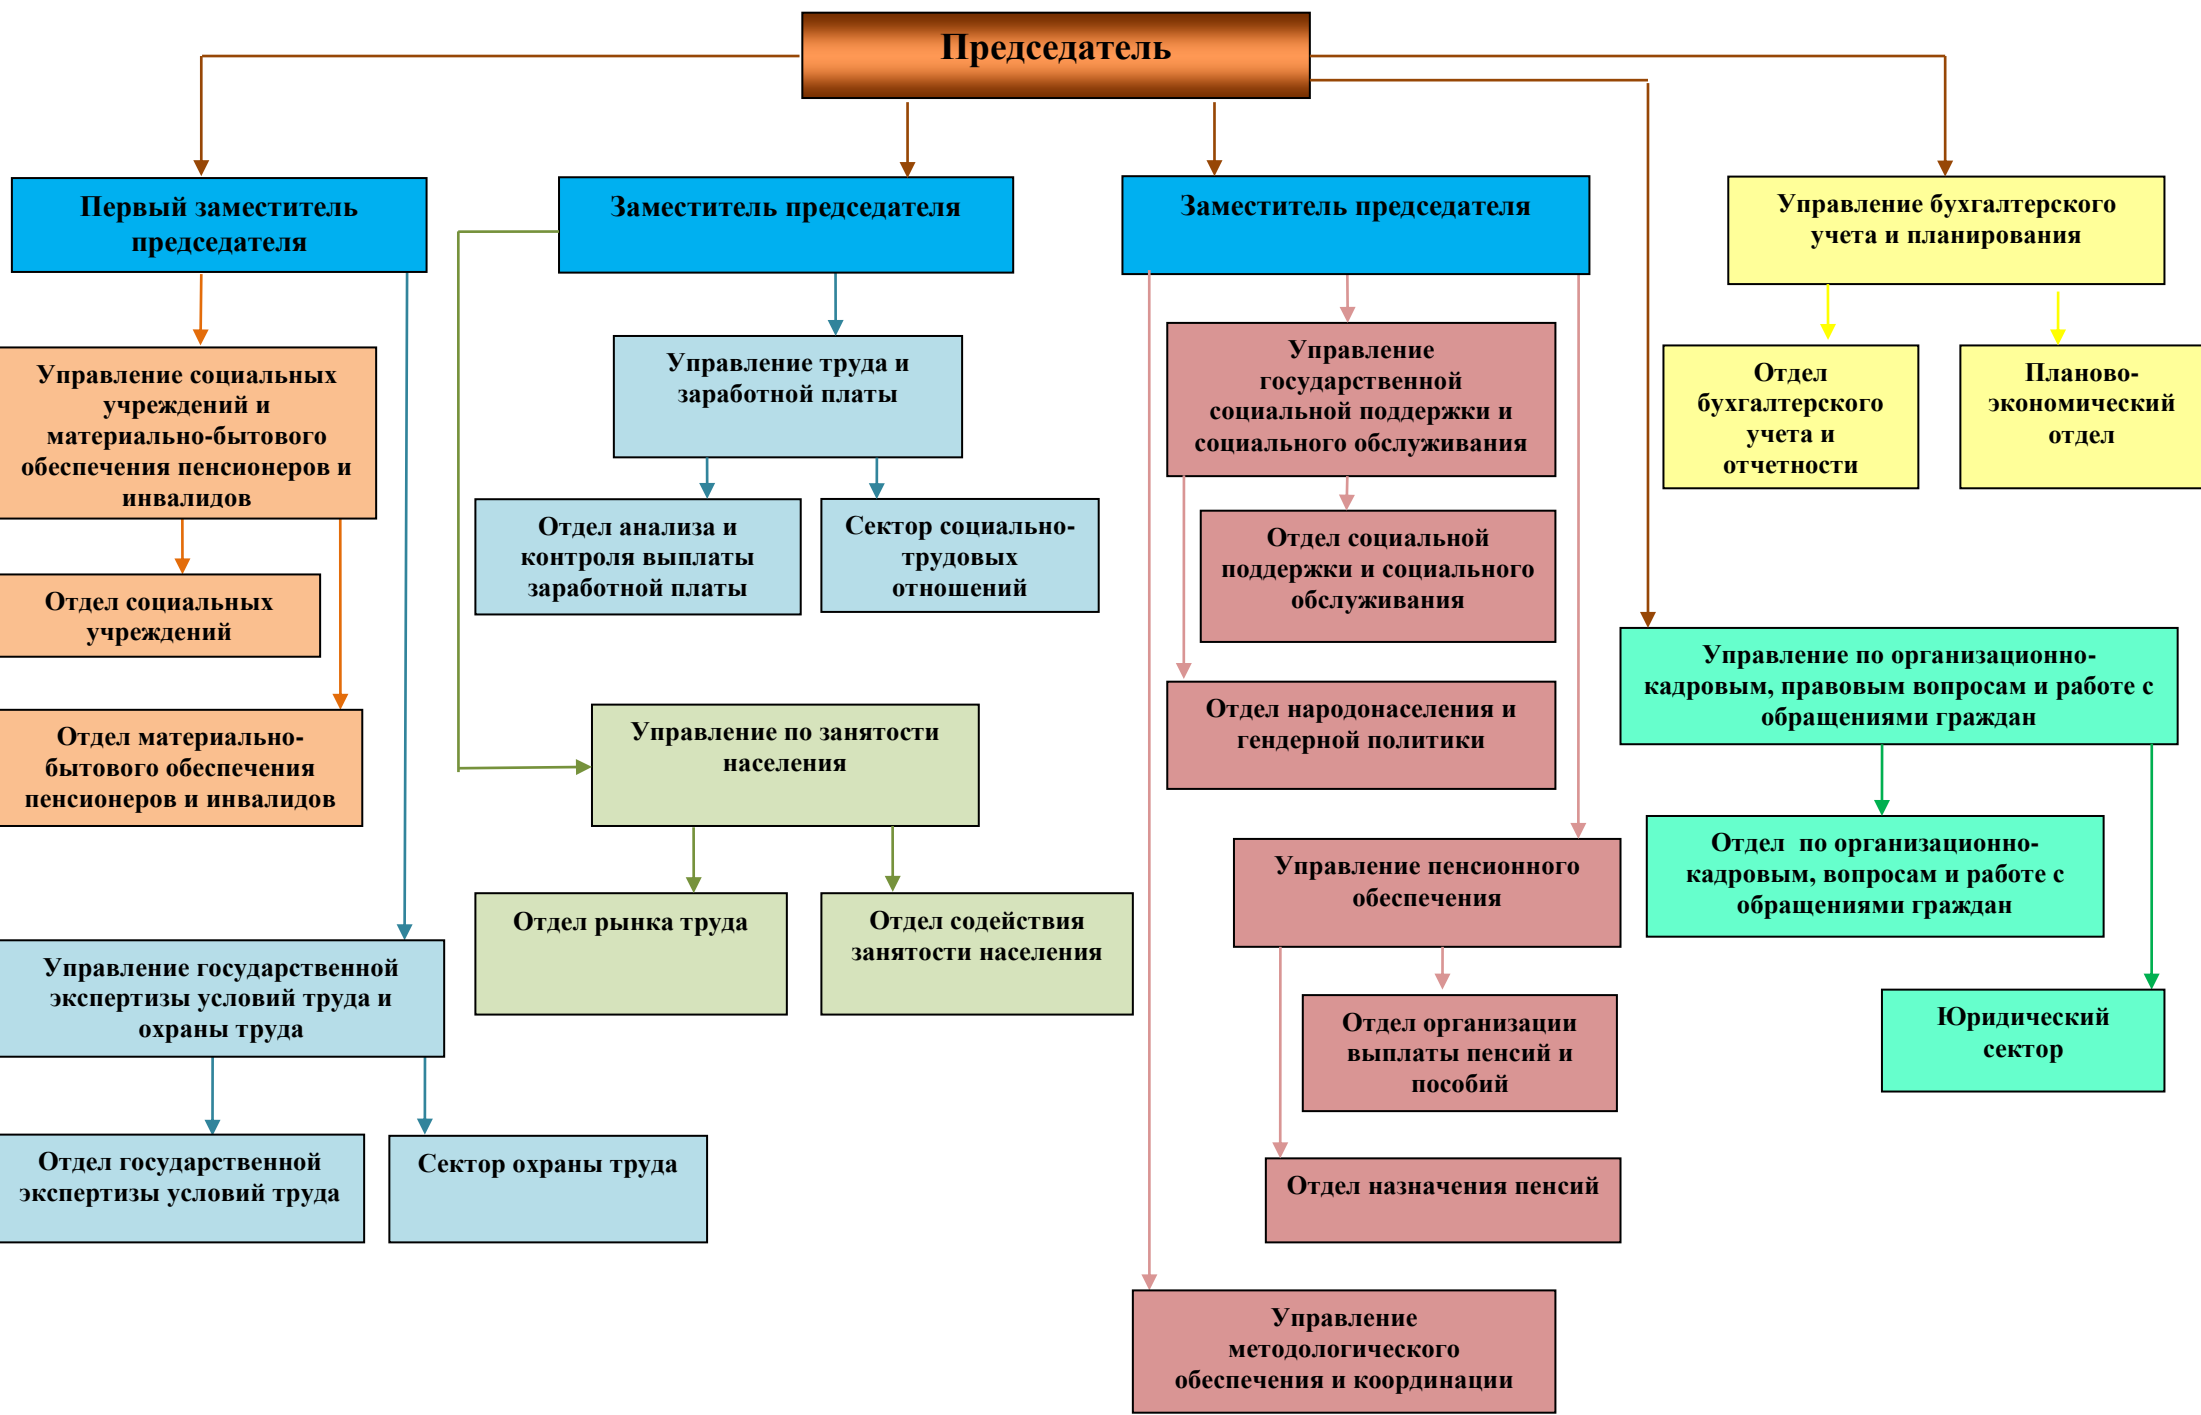 Председатель
Первый заместитель
председателя
Заместитель председателя
Заместитель председателя
Управление бухгалтерского
учета и планирования
Управление социальных
учреждений и
материально-бытового
обеспечения пенсионеров и
инвалидов
Отдел социальных
учреждений
Отдел материально-
бытового обеспечения
пенсионеров и инвалидов
Управление государственной
экспертизы условий труда и
охраны труда
Отдел государственной
экспертизы условий труда
Сектор охраны труда
Управление труда и
заработной платы
Отдел анализа и
контроля выплаты
заработной платы
Сектор социально-
трудовых
отношений
Управление по занятости
населения
Отдел рынка труда
Отдел содействия
занятости населения
Управление
государственной
социальной поддержки и
социального обслуживания
Отдел социальной
поддержки и социального
обслуживания
Отдел народонаселения и
гендерной политики
Управление пенсионного
обеспечения
Отдел организации
выплаты пенсий и
пособий
Отдел назначения пенсий
Управление
методологического
обеспечения и координации
Отдел
бухгалтерского
учета и
отчетности
Планово-
экономический
отдел
Управление по организационно-
кадровым, правовым вопросам и работе с
обращениями граждан
Отдел  по организационно-
кадровым, вопросам и работе с
обращениями граждан
Юридический
сектор